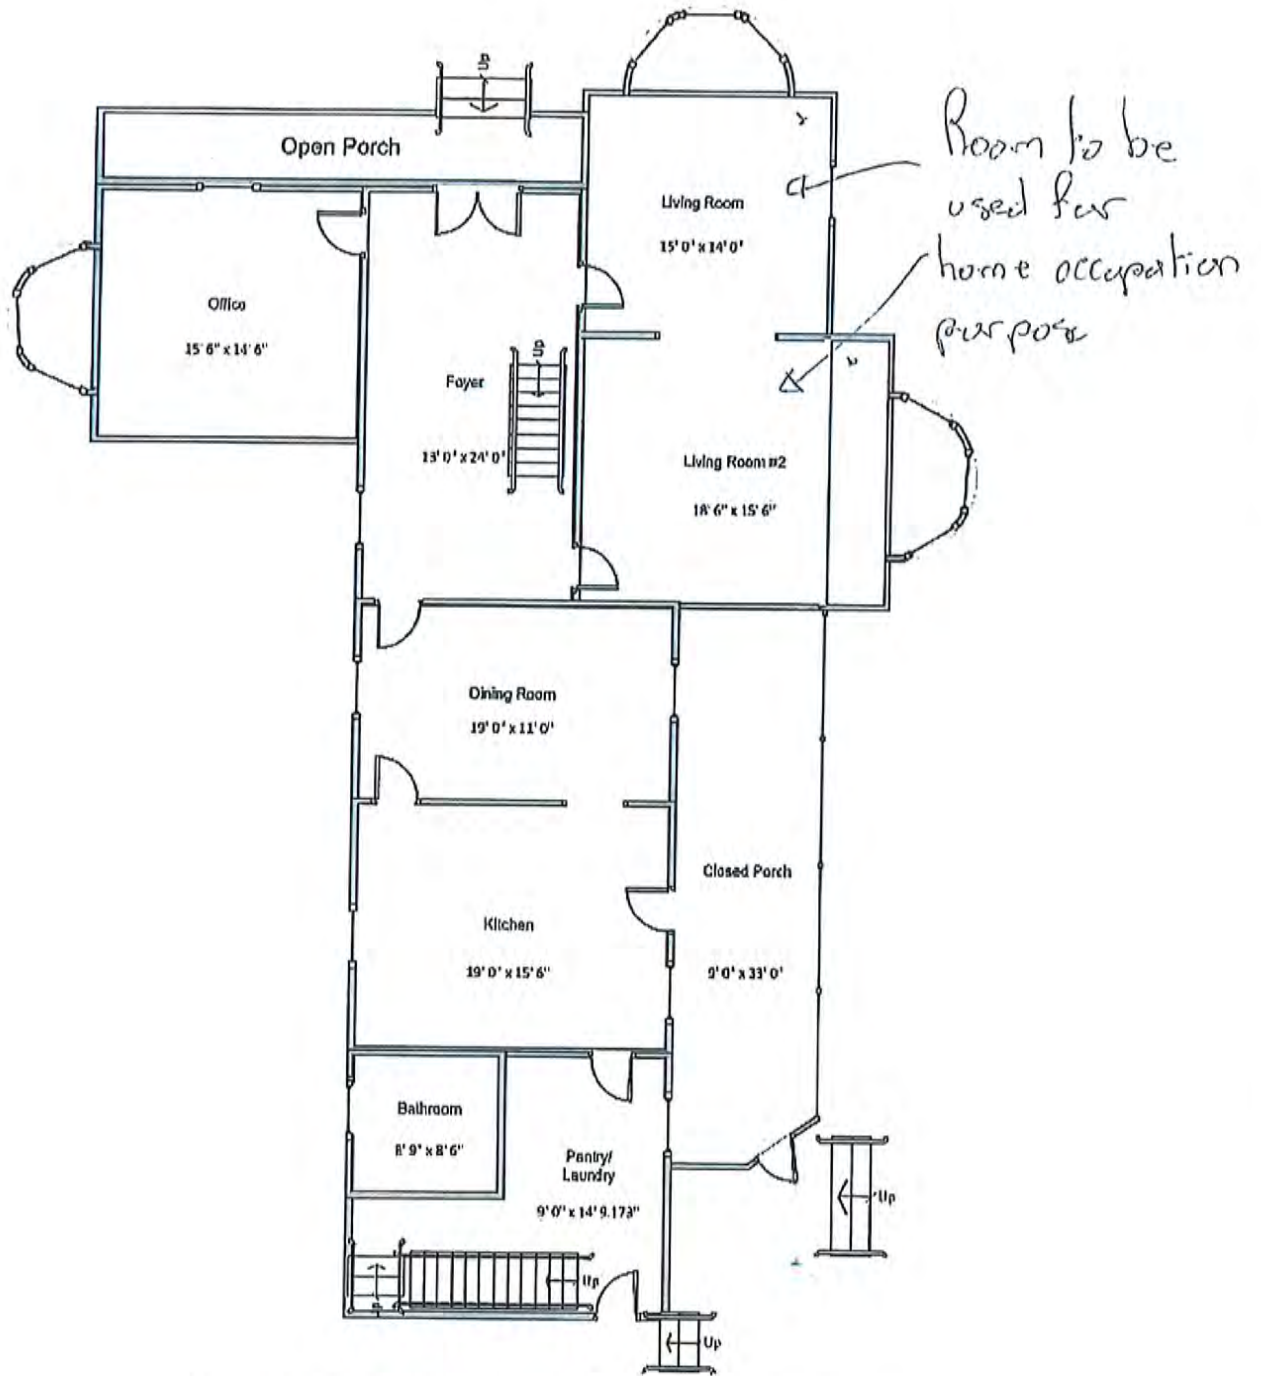 Up
Open Porch
Living Room
15' 0" x 14' 0"
Room to be
used for
home occupation
purpose
Office
15' 6" x 14' 6"
Up
Foyer
13' 0" x 24' 0"
Living Room #2
18' 6" x 15' 6"
Dining Room
19' 0" x 11' 0"
Closed Porch
9' 0" x 33' 0"
Kitchen
19' 0" x 15' 6"
Bathroom
8' 9" x 8' 6"
Pantry/
Laundry
9' 0" x 14' 9.173"
Up
Up
Up